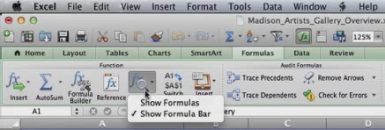 Excel File Edit View Insert Format Tools Data Window Help
Madison_Artists_Gallery_Overview.
125%
Home Layout Tables Charts SmartArt Formulas Data Review
Function Audit Formulas
Insert AutoSum Formula Builder Reference A1 $A$1 Switch Insert
Trace Precedents Remove Arrows
Trace Dependents Check for Errors
Show Formulas
✓ Show Formula Bar
A1
A B C D E